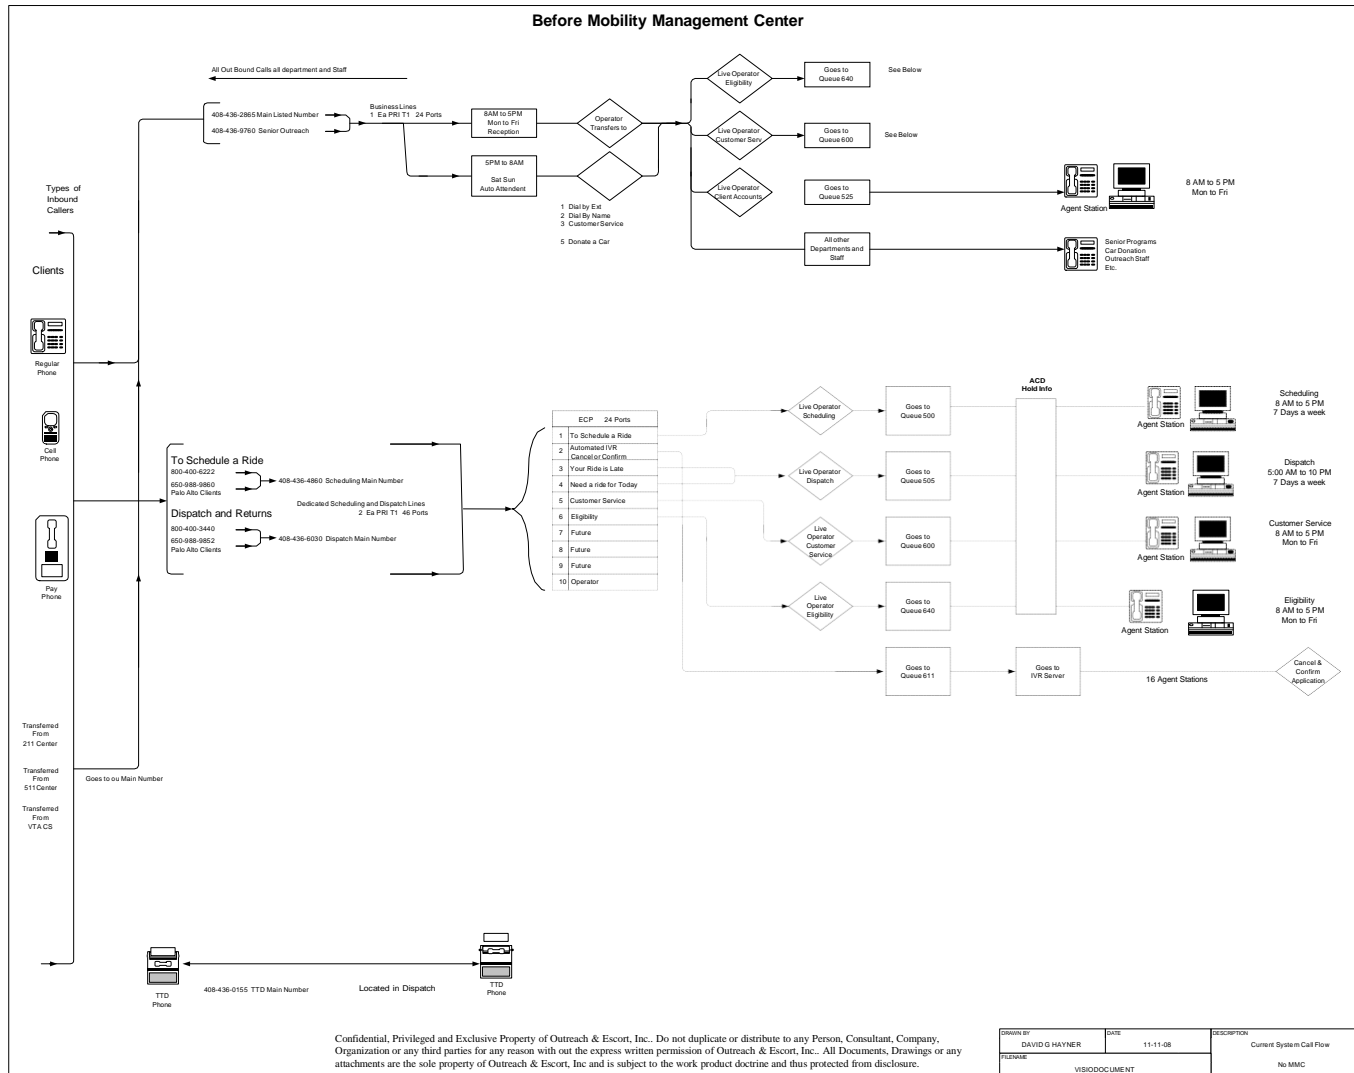 Before Mobility Management Center
All Out Bound Calls all department and Staff
408-436-2865 Main Listed Number
408-436-9760 Senior Outreach
Business Lines
1 Ea PRI T1 24 Ports
8AM to 5PM
Mon to Fri
Reception
Operator
Transfers to
5PM to 8AM
Sat Sun
Auto Attendent
1 Dial by Ext
2 Dial By Name
3 Customer Service
5 Donate a Car
Live Operator
Eligibility
Goes to
Queue 640
See Below
Live Operator
Customer Serv
Goes to
Queue 600
See Below
Live Operator
Client Accounts
Goes to
Queue 525
Agent Station
8 AM to 5 PM
Mon to Fri
All other
Departments and
Staff
Senior Programs
Car Donation
Outreach Staff
Etc.
Types of
Inbound
Callers
Clients
Regular
Phone
Cell
Phone
Pay
Phone
To Schedule a Ride
800-400-6222
650-988-9860
Palo Alto Clients
408-436-4860 Scheduling Main Number
Dispatch and Returns
800-400-3440
650-988-9852
Palo Alto Clients
408-436-6030 Dispatch Main Number
Dedicated Scheduling and Dispatch Lines
2 Ea PRI T1 46 Ports
ECP 24 Ports
1 To Schedule a Ride
2 Automated IVR
Cancel or Confirm
3 Your Ride is Late
4 Need a ride for Today
5 Customer Service
6 Eligibility
7 Future
8 Future
9 Future
10 Operator
Live Operator
Scheduling
Goes to
Queue 500
ACD
Hold Info
Agent Station
Scheduling
8 AM to 5 PM
7 Days a week
Live Operator
Dispatch
Goes to
Queue 505
Agent Station
Dispatch
5:00 AM to 10 PM
7 Days a week
Live
Operator
Customer
Service
Goes to
Queue 600
Agent Station
Customer Service
8 AM to 5 PM
Mon to Fri
Live
Operator
Eligibility
Goes to
Queue 640
Agent Station
Eligibility
8 AM to 5 PM
Mon to Fri
Goes to
Queue 611
Goes to
IVR Server
16 Agent Stations
Cancel &
Confirm
Application
Transferred
From
211 Center
Transferred
From
511Center
Goes to ou Main Number
Transferred
From
VTA CS
TTD
Phone
408-436-0155 TTD Main Number
Located in Dispatch
TTD
Phone
Confidential, Privileged and Exclusive Property of Outreach & Escort, Inc.. Do not duplicate or distribute to any Person, Consultant, Company,
Organization or any third parties for any reason with out the express written permission of Outreach & Escort, Inc.. All Documents, Drawings or any
attachments are the sole property of Outreach & Escort, Inc and is subject to the work product doctrine and thus protected from disclosure.
DRAWN BY
DAVID G HAYNER
DATE
11-11-08
DESCRIPTION
Current System Call Flow
No MMC
FILENAME
VISIODOCUMENT